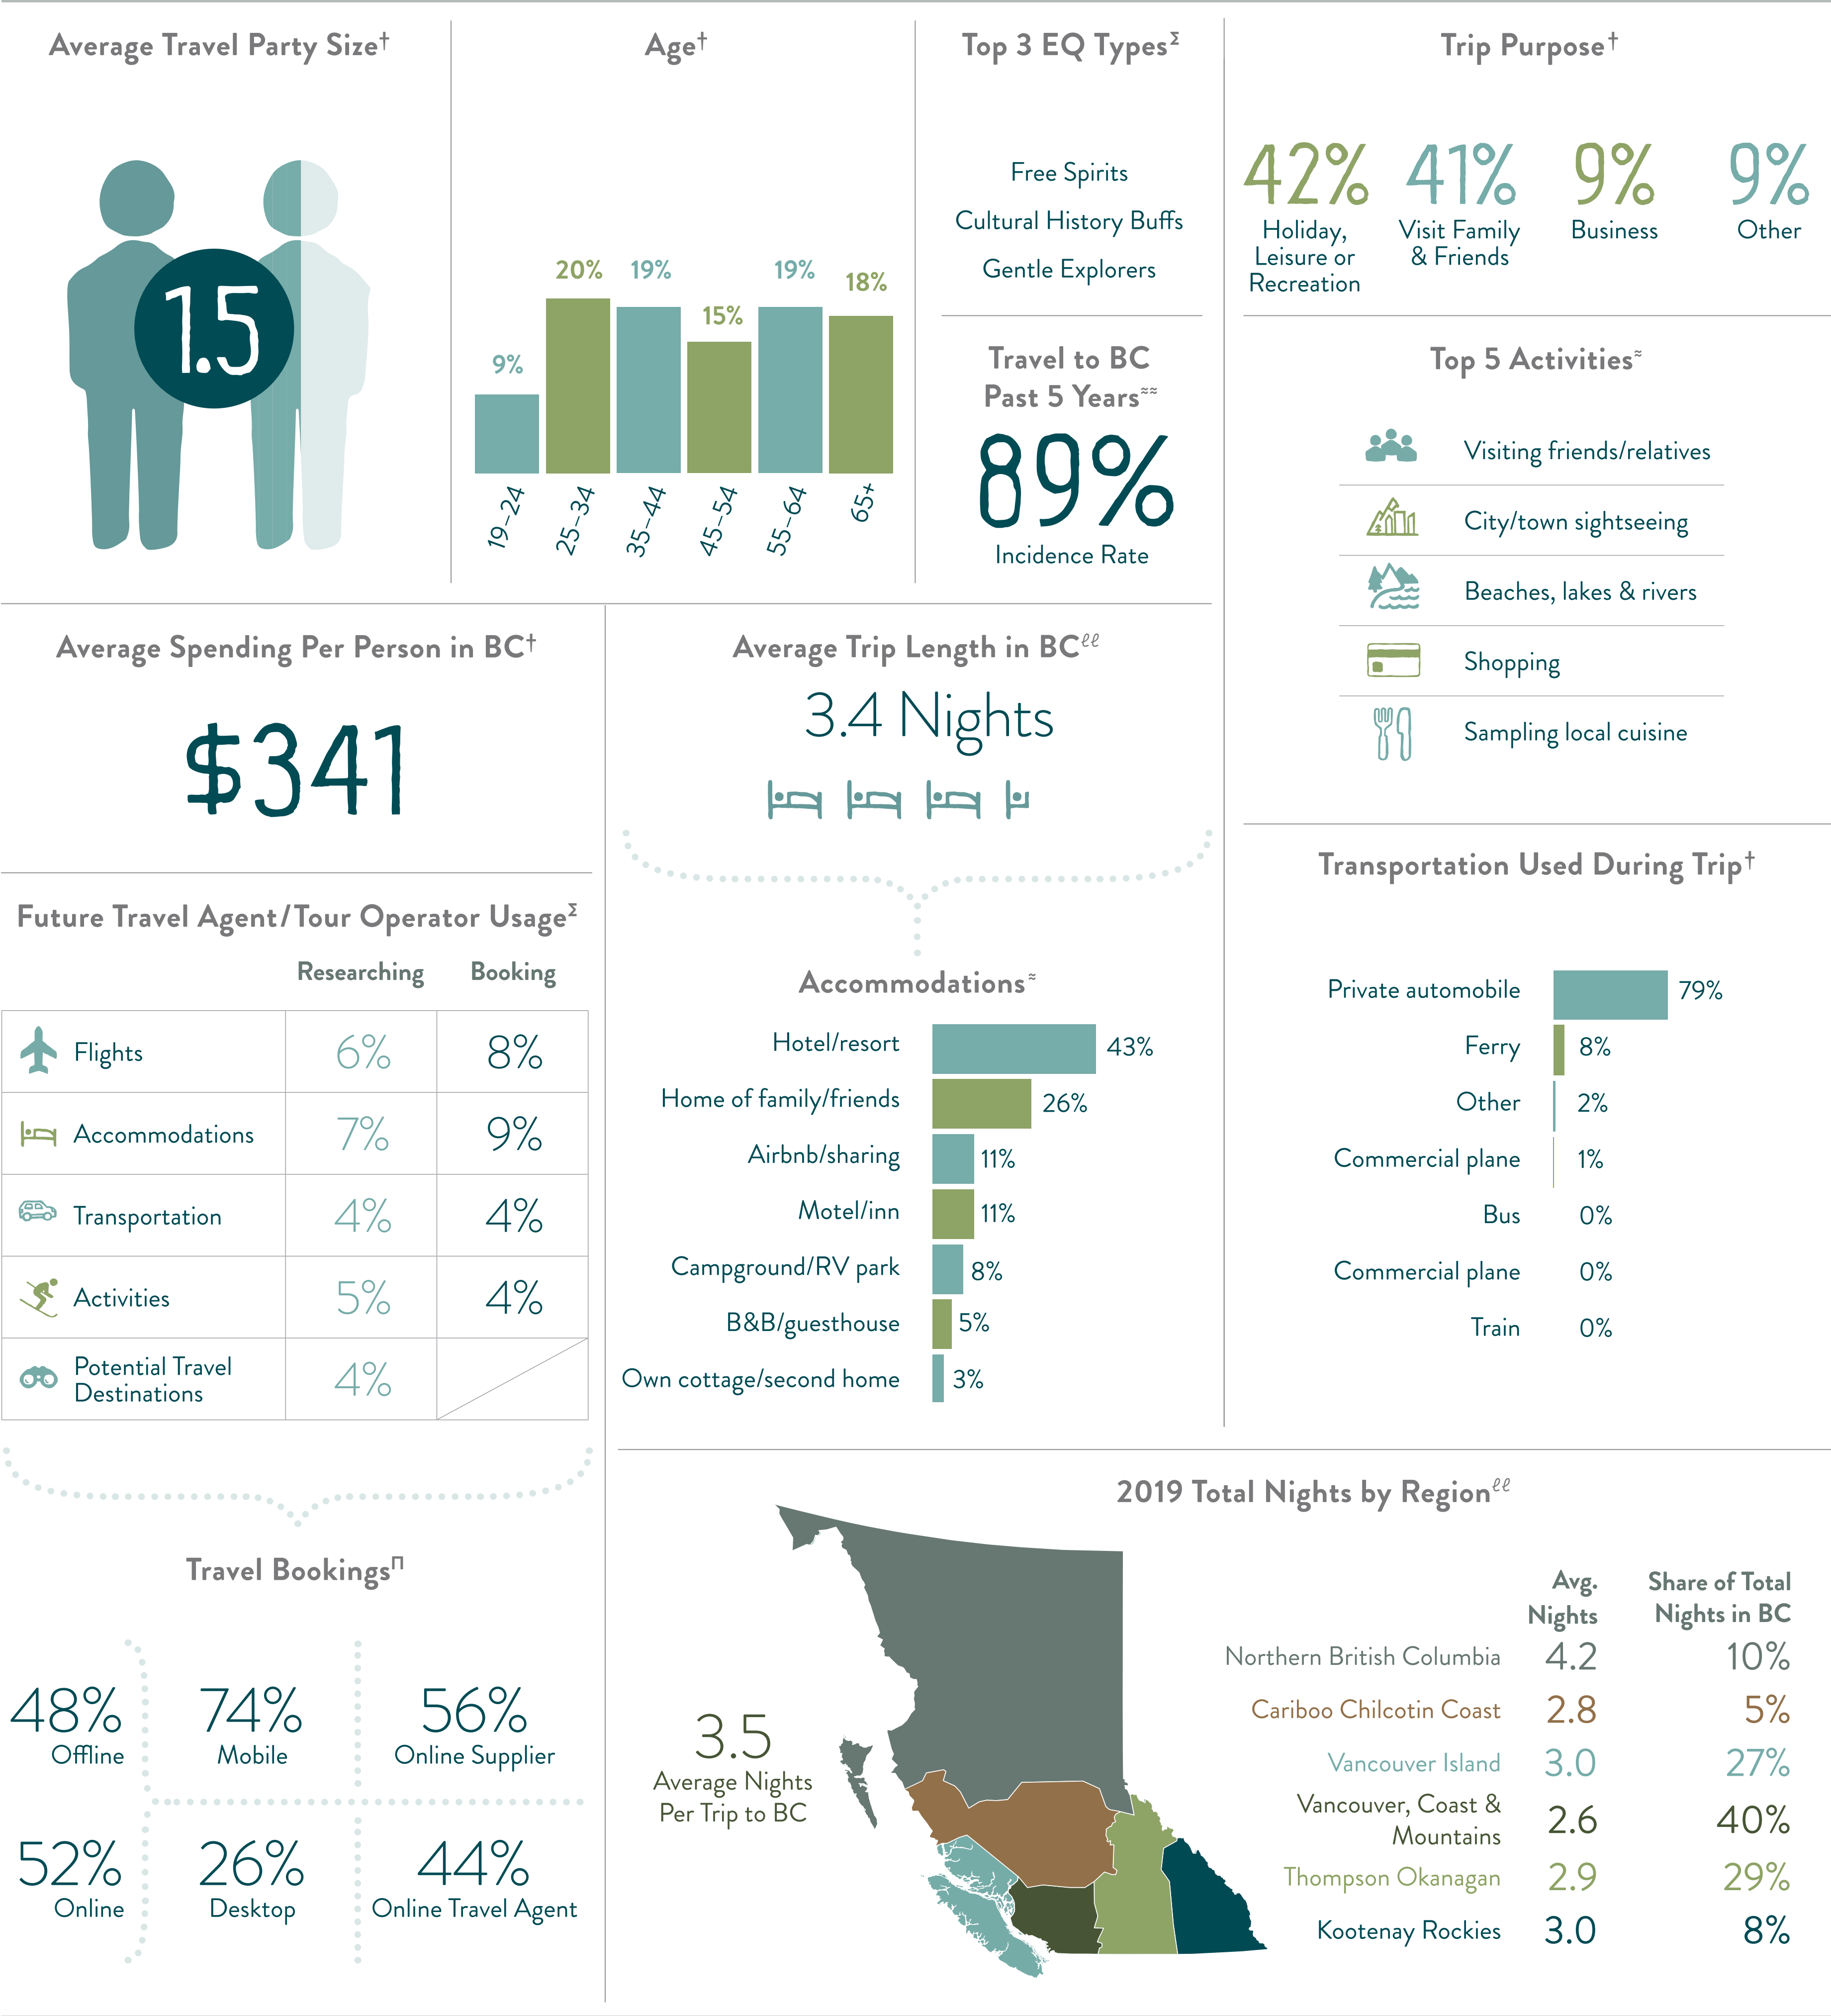 Average Travel Party Size†
1.5
Age†
9%
20%
19%
15%
19%
18%
19–24
25–34
35–44
45–54
55–64
65+
Top 3 EQ Types^Σ
Free Spirits
Cultural History Buffs
Gentle Explorers
Travel to BC
Past 5 Years≈≈
89%
Incidence Rate
Trip Purpose†
42%
Holiday,
Leisure or
Recreation
41%
Visit Family
& Friends
9%
Business
9%
Other
Top 5 Activities≈
Visiting friends/relatives
City/town sightseeing
Beaches, lakes & rivers
Shopping
Sampling local cuisine
Average Spending Per Person in BC†
$341
Average Trip Length in BCℓℓ
3.4 Nights
Future Travel Agent/Tour Operator Usage^Σ
Researching Booking
Flights 6% 8%
Accommodations 7% 9%
Transportation 4% 4%
Activities 5% 4%
Potential Travel
Destinations 4%
Accommodations≈
Hotel/resort 43%
Home of family/friends 26%
Airbnb/sharing 11%
Motel/inn 11%
Campground/RV park 8%
B&B/guesthouse 5%
Own cottage/second home 3%
Transportation Used During Trip†
Private automobile 79%
Ferry 8%
Other 2%
Commercial plane 1%
Bus 0%
Commercial plane 0%
Train 0%
Travel Bookings^Π
48%
Offline
74%
Mobile
56%
Online Supplier
52%
Online
26%
Desktop
44%
Online Travel Agent
2019 Total Nights by Regionℓℓ
3.5
Average Nights
Per Trip to BC
Avg.
Nights
Share of Total
Nights in BC
Northern British Columbia 4.2 10%
Cariboo Chilcotin Coast 2.8 5%
Vancouver Island 3.0 27%
Vancouver, Coast &
Mountains 2.6 40%
Thompson Okanagan 2.9 29%
Kootenay Rockies 3.0 8%